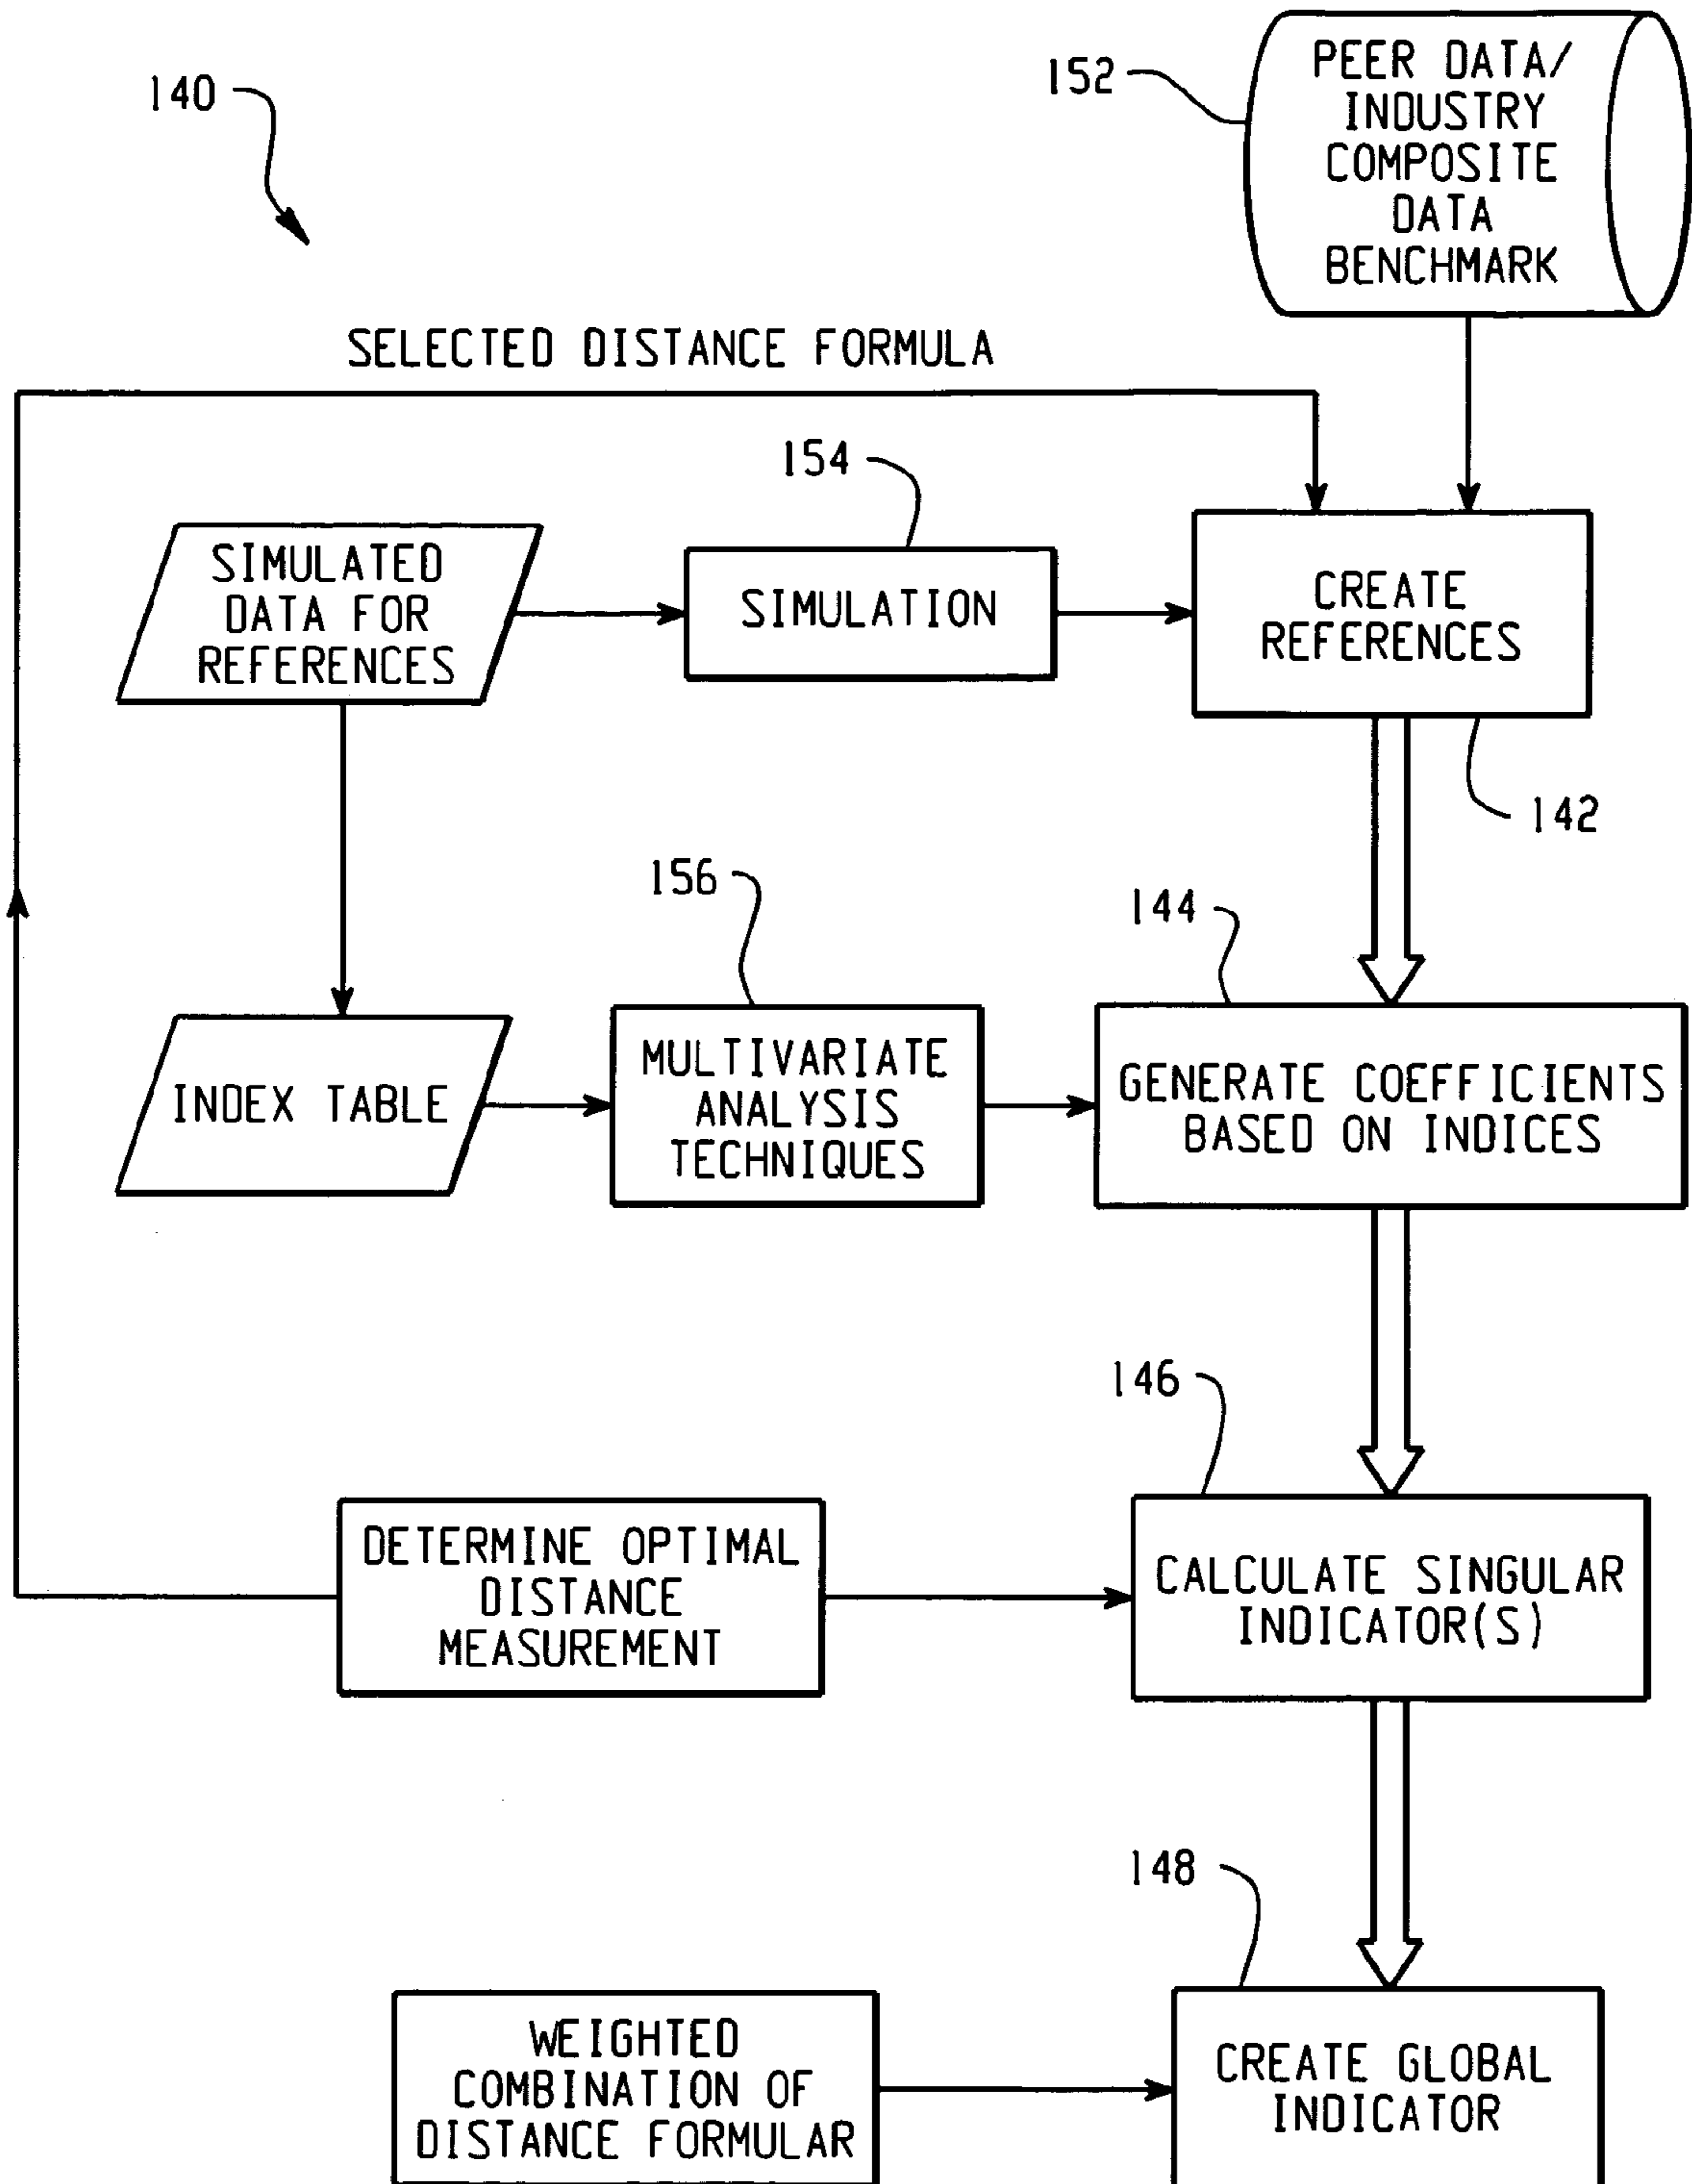 140
152
PEER DATA/
INDUSTRY
COMPOSITE
DATA
BENCHMARK
SELECTED DISTANCE FORMULA
154
SIMULATED
DATA FOR
REFERENCES
SIMULATION
CREATE
REFERENCES
142
156
144
INDEX TABLE
MULTIVARIATE
ANALYSIS
TECHNIQUES
GENERATE COEFFICIENTS
BASED ON INDICES
146
DETERMINE OPTIMAL
DISTANCE
MEASUREMENT
CALCULATE SINGULAR
INDICATOR(S)
148
WEIGHTED
COMBINATION OF
DISTANCE FORMULAR
CREATE GLOBAL
INDICATOR